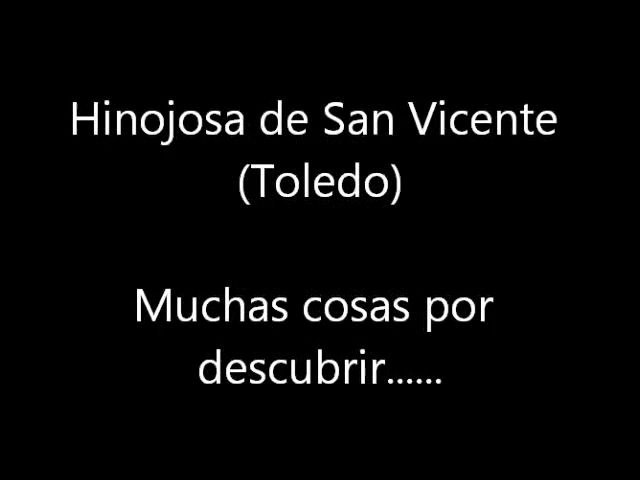 Hinojosa de San Vicente
(Toledo)
Muchas cosas por
descubrir......